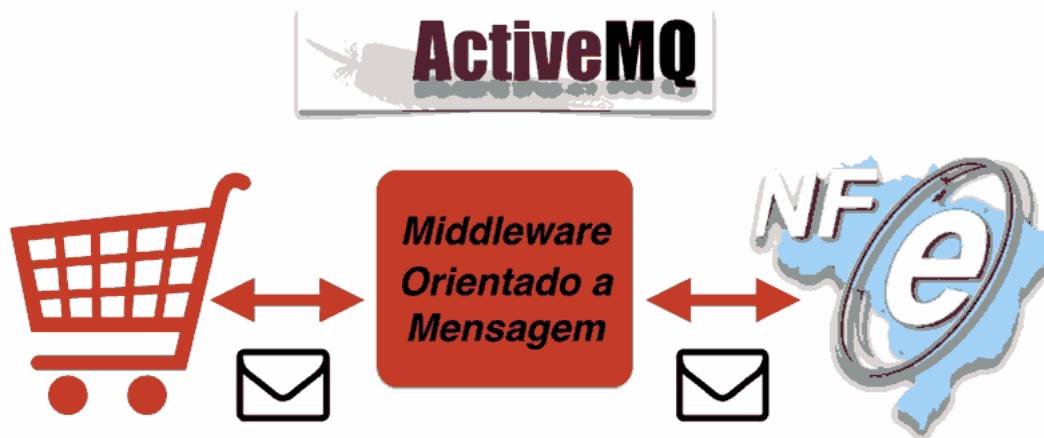 ActiveMQ
Middleware
Orientado a
Mensagem
NF
e